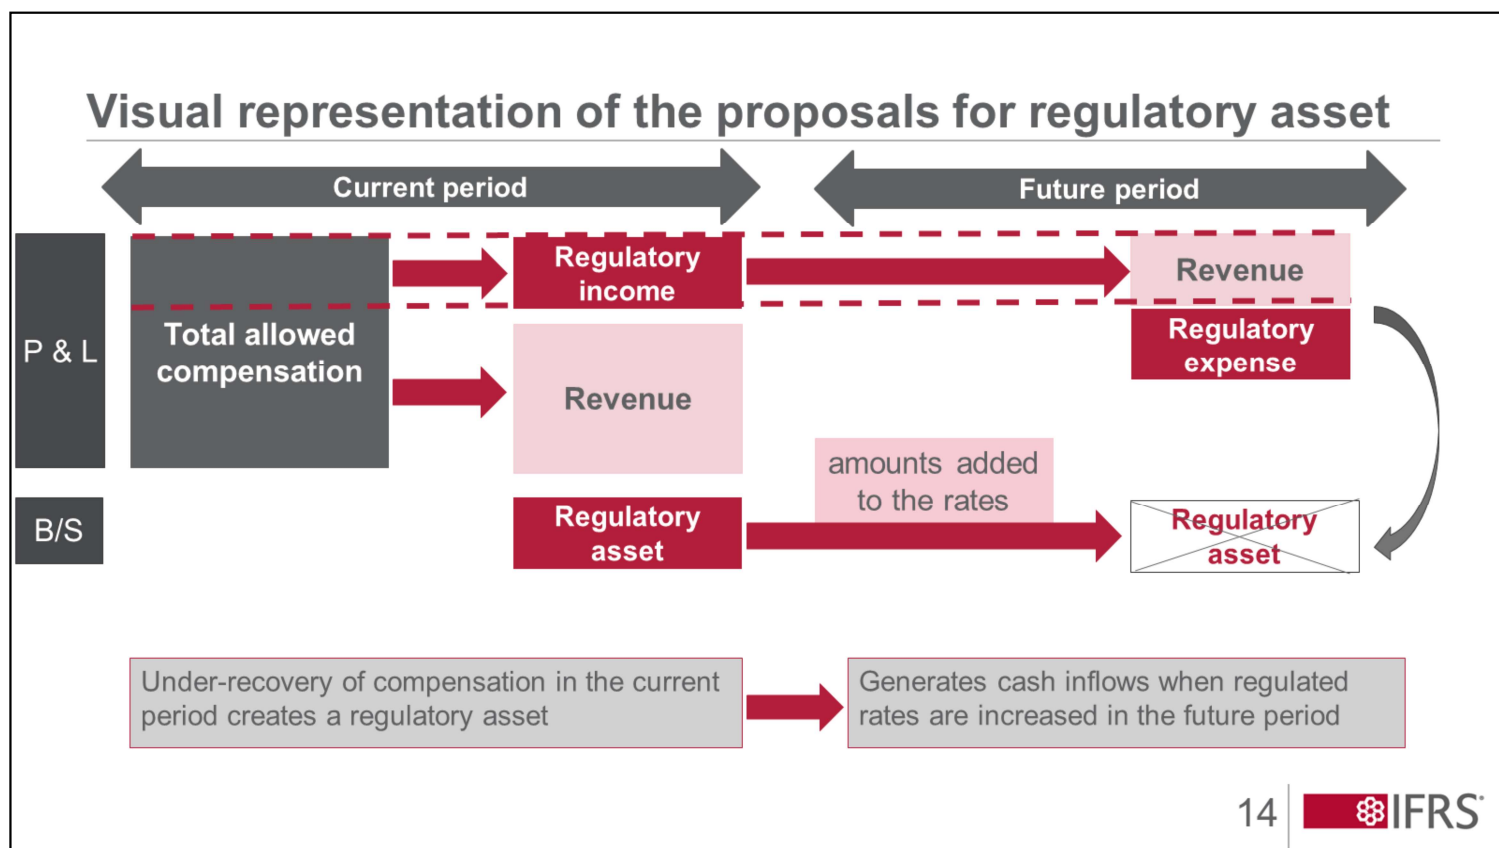 Visual representation of the proposals for regulatory asset
Current period
Future period
P & L
Total allowed
compensation
Regulatory
income
Revenue
Revenue
Regulatory
expense
B/S
Regulatory
asset
amounts added
to the rates
Regulatory
asset
Under-recovery of compensation in the current
period creates a regulatory asset
Generates cash inflows when regulated
rates are increased in the future period
14
IFRS